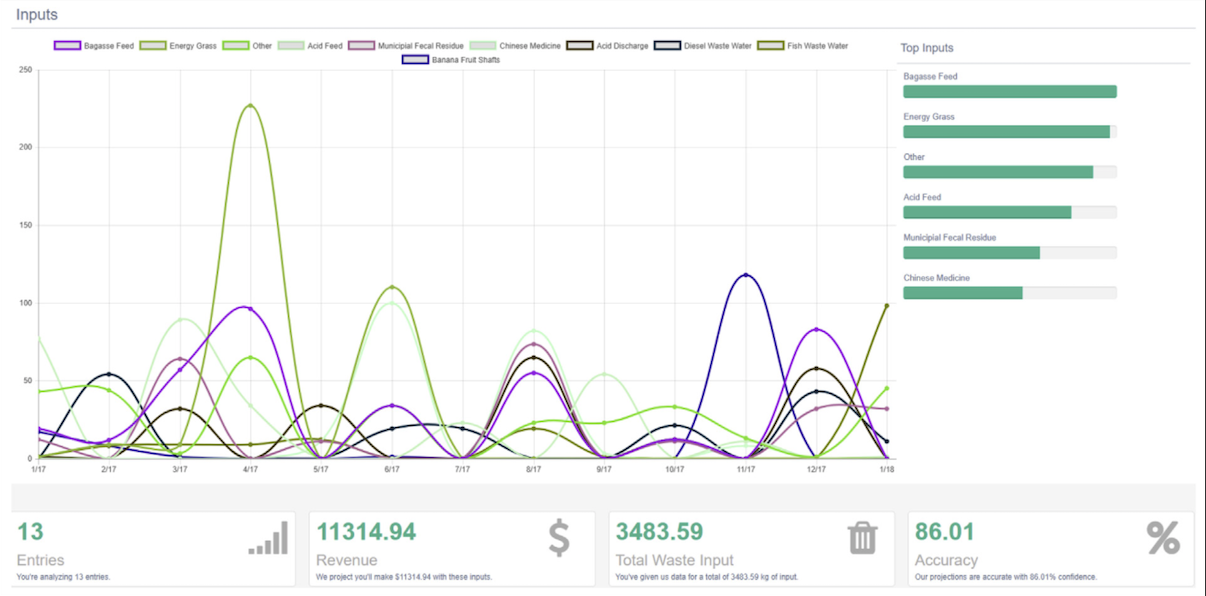 Inputs
Bagasse Feed Energy Grass Other Acid Feed Municipial Fecal Residue Chinese Medicine Acid Discharge Diesel Waste Water Fish Waste Water
Banana Fruit Shafts
250
200
150
100
50
0
1/17 2/17 3/17 4/17 5/17 6/17 7/17 8/17 9/17 10/17 11/17 12/17 1/18
Top Inputs
Bagasse Feed
Energy Grass
Other
Acid Feed
Municipial Fecal Residue
Chinese Medicine
13
Entries
You're analyzing 13 entries.
11314.94
$
Revenue
We project you'll make $11314.94 with these inputs.
3483.59
Total Waste Input
You've given us data for a total of 3483.59 kg of input.
86.01
%
Accuracy
Our projections are accurate with 86.01% confidence.